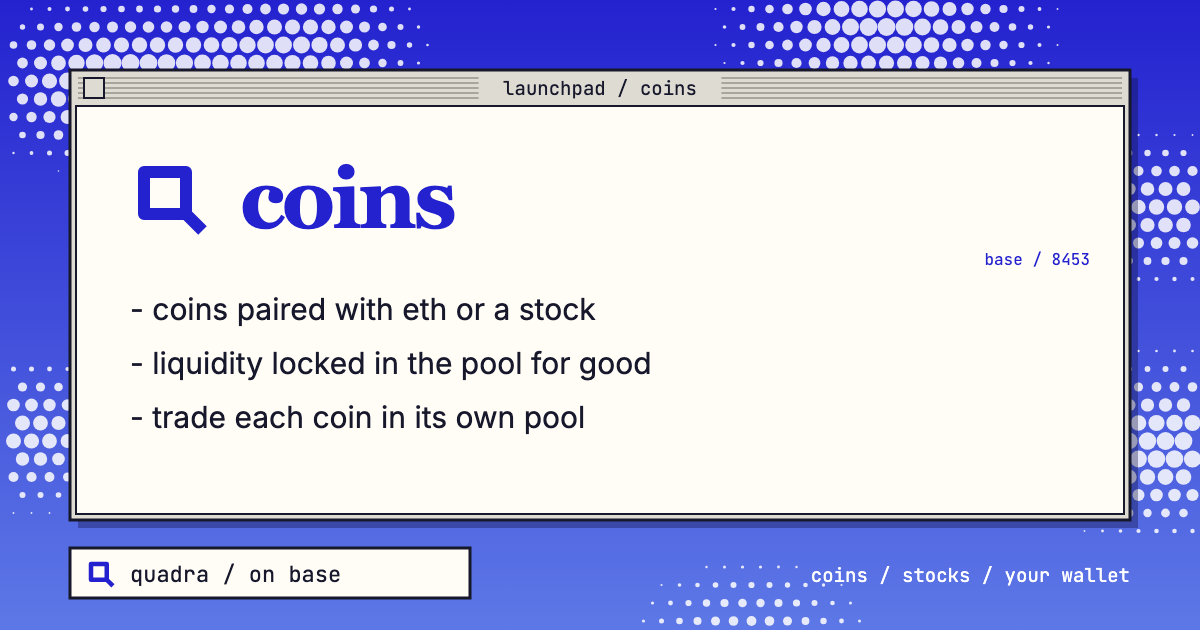 launchpad / coins
coins
base / 8453
- coins paired with eth or a stock
- liquidity locked in the pool for good
- trade each coin in its own pool
quadra / on base
coins / stocks / your wallet